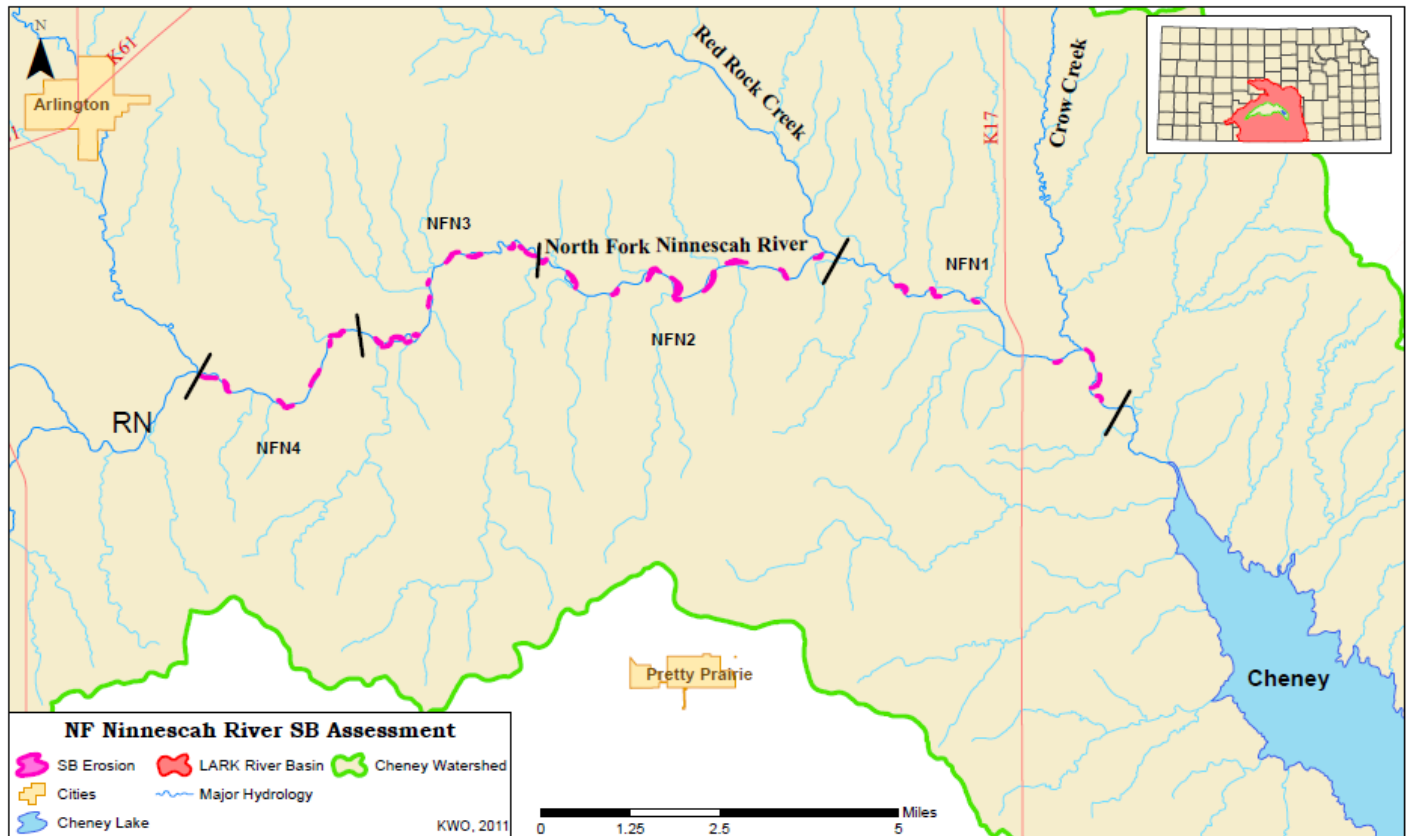 N
K61
Arlington
61
Red Rock Creek
Crow Creek
K17
NFN3
North Fork Ninnescah River
NFN1
NFN2
RN
NFN4
Pretty Prairie
Cheney
NF Ninnescah River SB Assessment
SB Erosion LARK River Basin Cheney Watershed
Cities Major Hydrology
Cheney Lake KWO, 2011
Miles
0 1.25 2.5 5